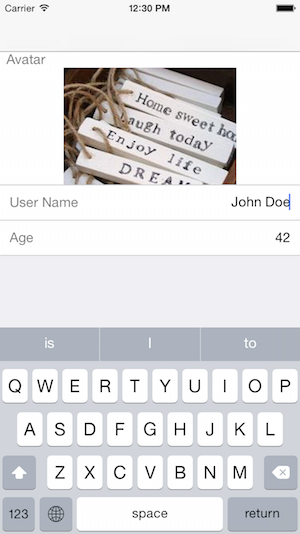 Carrier 12:30 PM
Avatar
Home sweet ho
Laugh today
Enjoy life
DREAM
User Name John Doe
Age 42
is I to
Q W E R T Y U I O P
A S D F G H J K L
Z X C V B N M
123 space return